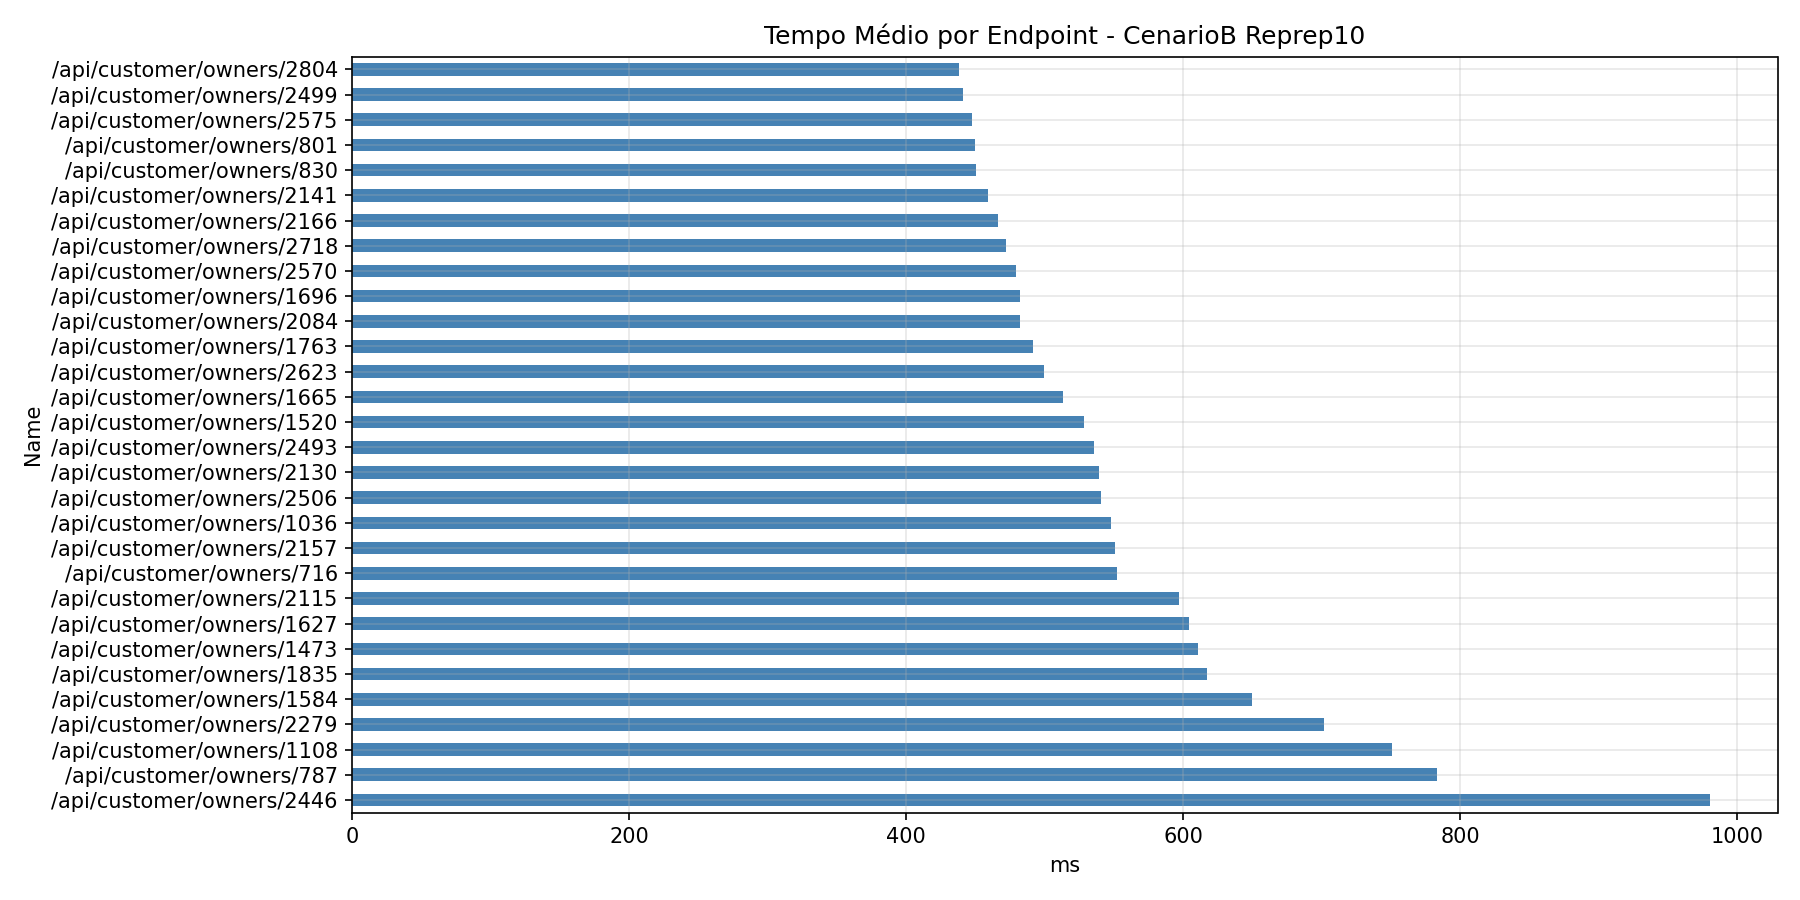 Tempo Médio por Endpoint - CenarioB Reprep10
/api/customer/owners/2804
/api/customer/owners/2499
/api/customer/owners/2575
/api/customer/owners/801
/api/customer/owners/830
/api/customer/owners/2141
/api/customer/owners/2166
/api/customer/owners/2718
/api/customer/owners/2570
/api/customer/owners/1696
/api/customer/owners/2084
/api/customer/owners/1763
/api/customer/owners/2623
/api/customer/owners/1665
/api/customer/owners/1520
/api/customer/owners/2493
/api/customer/owners/2130
/api/customer/owners/2506
/api/customer/owners/1036
/api/customer/owners/2157
/api/customer/owners/716
/api/customer/owners/2115
/api/customer/owners/1627
/api/customer/owners/1473
/api/customer/owners/1835
/api/customer/owners/1584
/api/customer/owners/2279
/api/customer/owners/1108
/api/customer/owners/787
/api/customer/owners/2446
Name
0 200 400 600 800 1000
ms